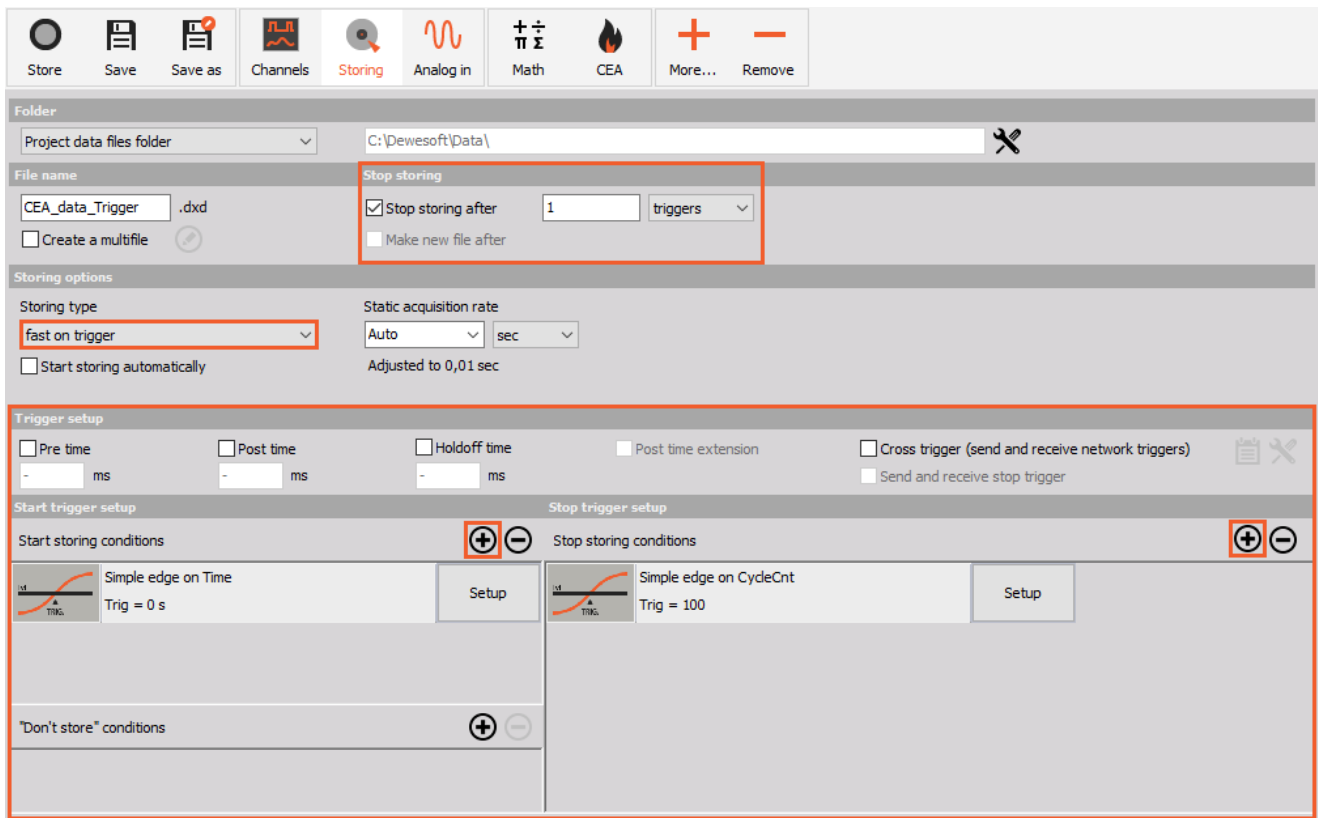 Store Save Save as Channels Storing Analog in Math CEA More... Remove
Folder
Project data files folder C:\Dewesoft\Data\
File name Stop storing
CEA_data_Trigger .dxd Stop storing after 1 triggers
Create a multifile Make new file after
Storing options
Storing type Static acquisition rate
fast on trigger Auto sec
Start storing automatically Adjusted to 0,01 sec
Trigger setup
Pre time Post time Holdoff time Post time extension Cross trigger (send and receive network triggers)
- ms - ms - ms Send and receive stop trigger
Start trigger setup Stop trigger setup
Start storing conditions Stop storing conditions
Simple edge on Time Setup Simple edge on CycleCnt Setup
Trig = 0 s Trig = 100
TRIG. TRIG.
"Don't store" conditions